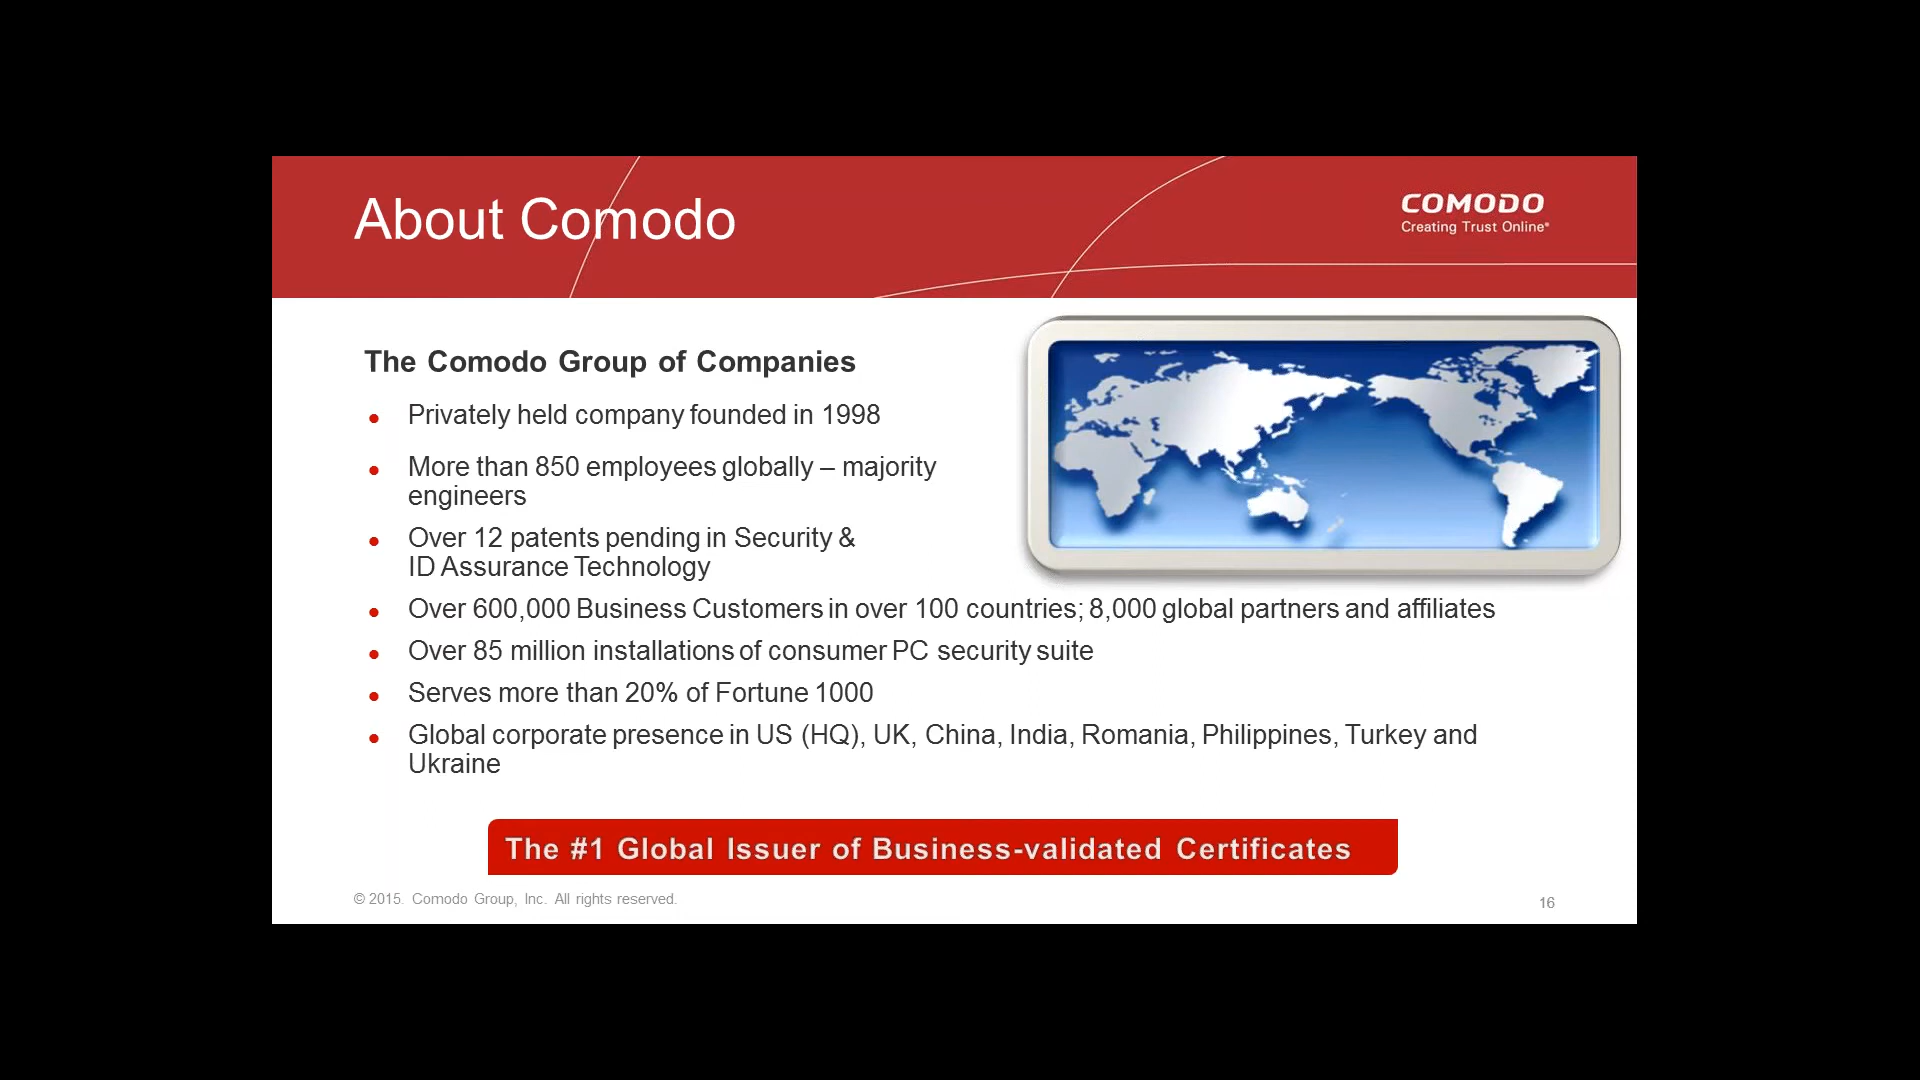 About Comodo
COMODO
Creating Trust Online®
The Comodo Group of Companies
• Privately held company founded in 1998
• More than 850 employees globally – majority
engineers
• Over 12 patents pending in Security &
ID Assurance Technology
• Over 600,000 Business Customers in over 100 countries; 8,000 global partners and affiliates
• Over 85 million installations of consumer PC security suite
• Serves more than 20% of Fortune 1000
• Global corporate presence in US (HQ), UK, China, India, Romania, Philippines, Turkey and
Ukraine
The #1 Global Issuer of Business-validated Certificates
© 2015. Comodo Group, Inc. All rights reserved.
16